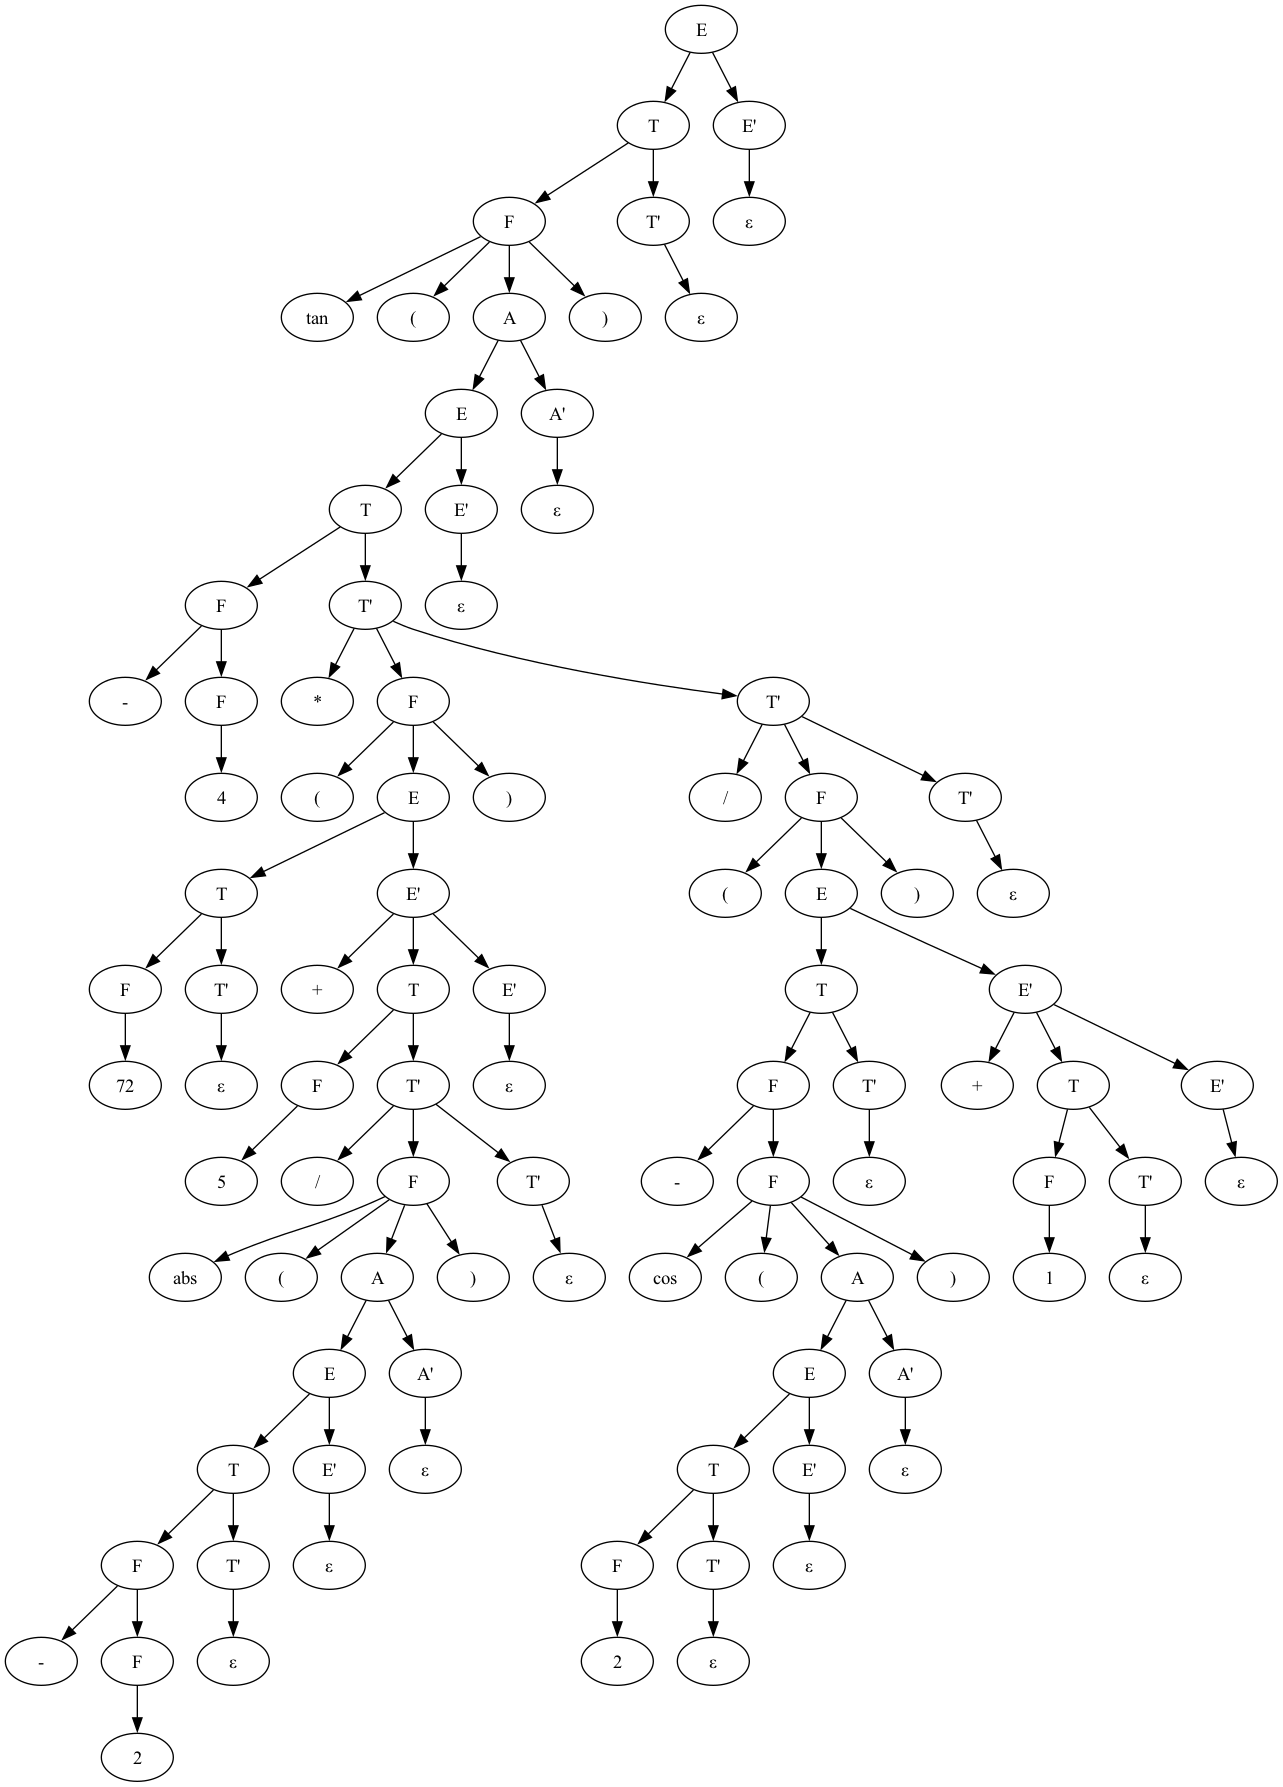 E
T E'
F T' ε
tan ( A ) ε
E A'
T E' ε
F T' ε
- F * F T'
4 ( E ) / F T'
T E' ( E ) ε
F T' + T E' T E'
72 ε F T' ε F T' + T E'
5 / F T' - F ε F T' ε
abs ( A ) ε cos ( A ) 1 ε
E A' E A'
T E' ε T E' ε
F T' ε F T' ε
- F ε 2 ε
2